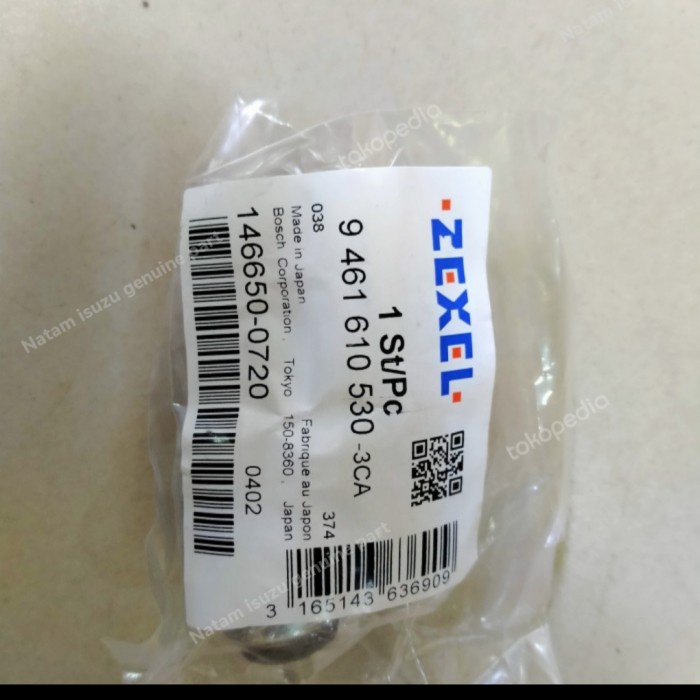 ZEXEL
1 St/Pc
9 461 610 530 -3CA
038
374
Made in Japan
Fabrique au Japon
Bosch Corporation, Tokyo 150-8360, Japan
146650-0720
0402
3 165143 636909
tokopedia
tokopedia
Natam isuzu genuine part
Natam isuzu genuine part